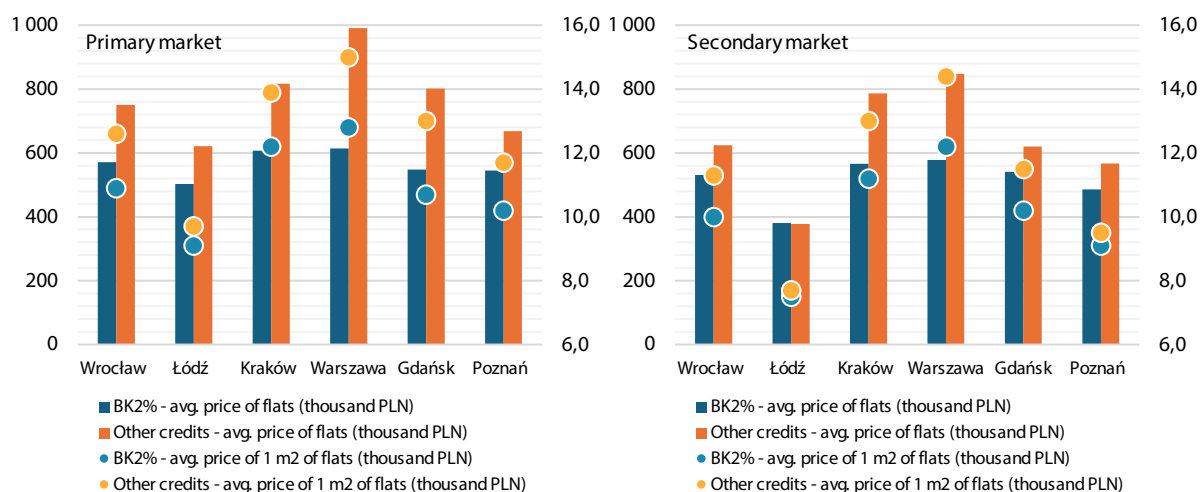 Primary market
1 000
800
600
400
200
0
16,0
14,0
12,0
10,0
8,0
6,0
Wrocław Łódź Kraków Warszawa Gdańsk Poznań
BK2% - avg. price of flats (thousand PLN)
Other credits - avg. price of flats (thousand PLN)
BK2% - avg. price of 1 m2 of flats (thousand PLN)
Other credits - avg. price of 1 m2 of flats (thousand PLN)
Secondary market
1 000
800
600
400
200
0
16,0
14,0
12,0
10,0
8,0
6,0
Wrocław Łódź Kraków Warszawa Gdańsk Poznań
BK2% - avg. price of flats (thousand PLN)
Other credits - avg. price of flats (thousand PLN)
BK2% - avg. price of 1 m2 of flats (thousand PLN)
Other credits - avg. price of 1 m2 of flats (thousand PLN)